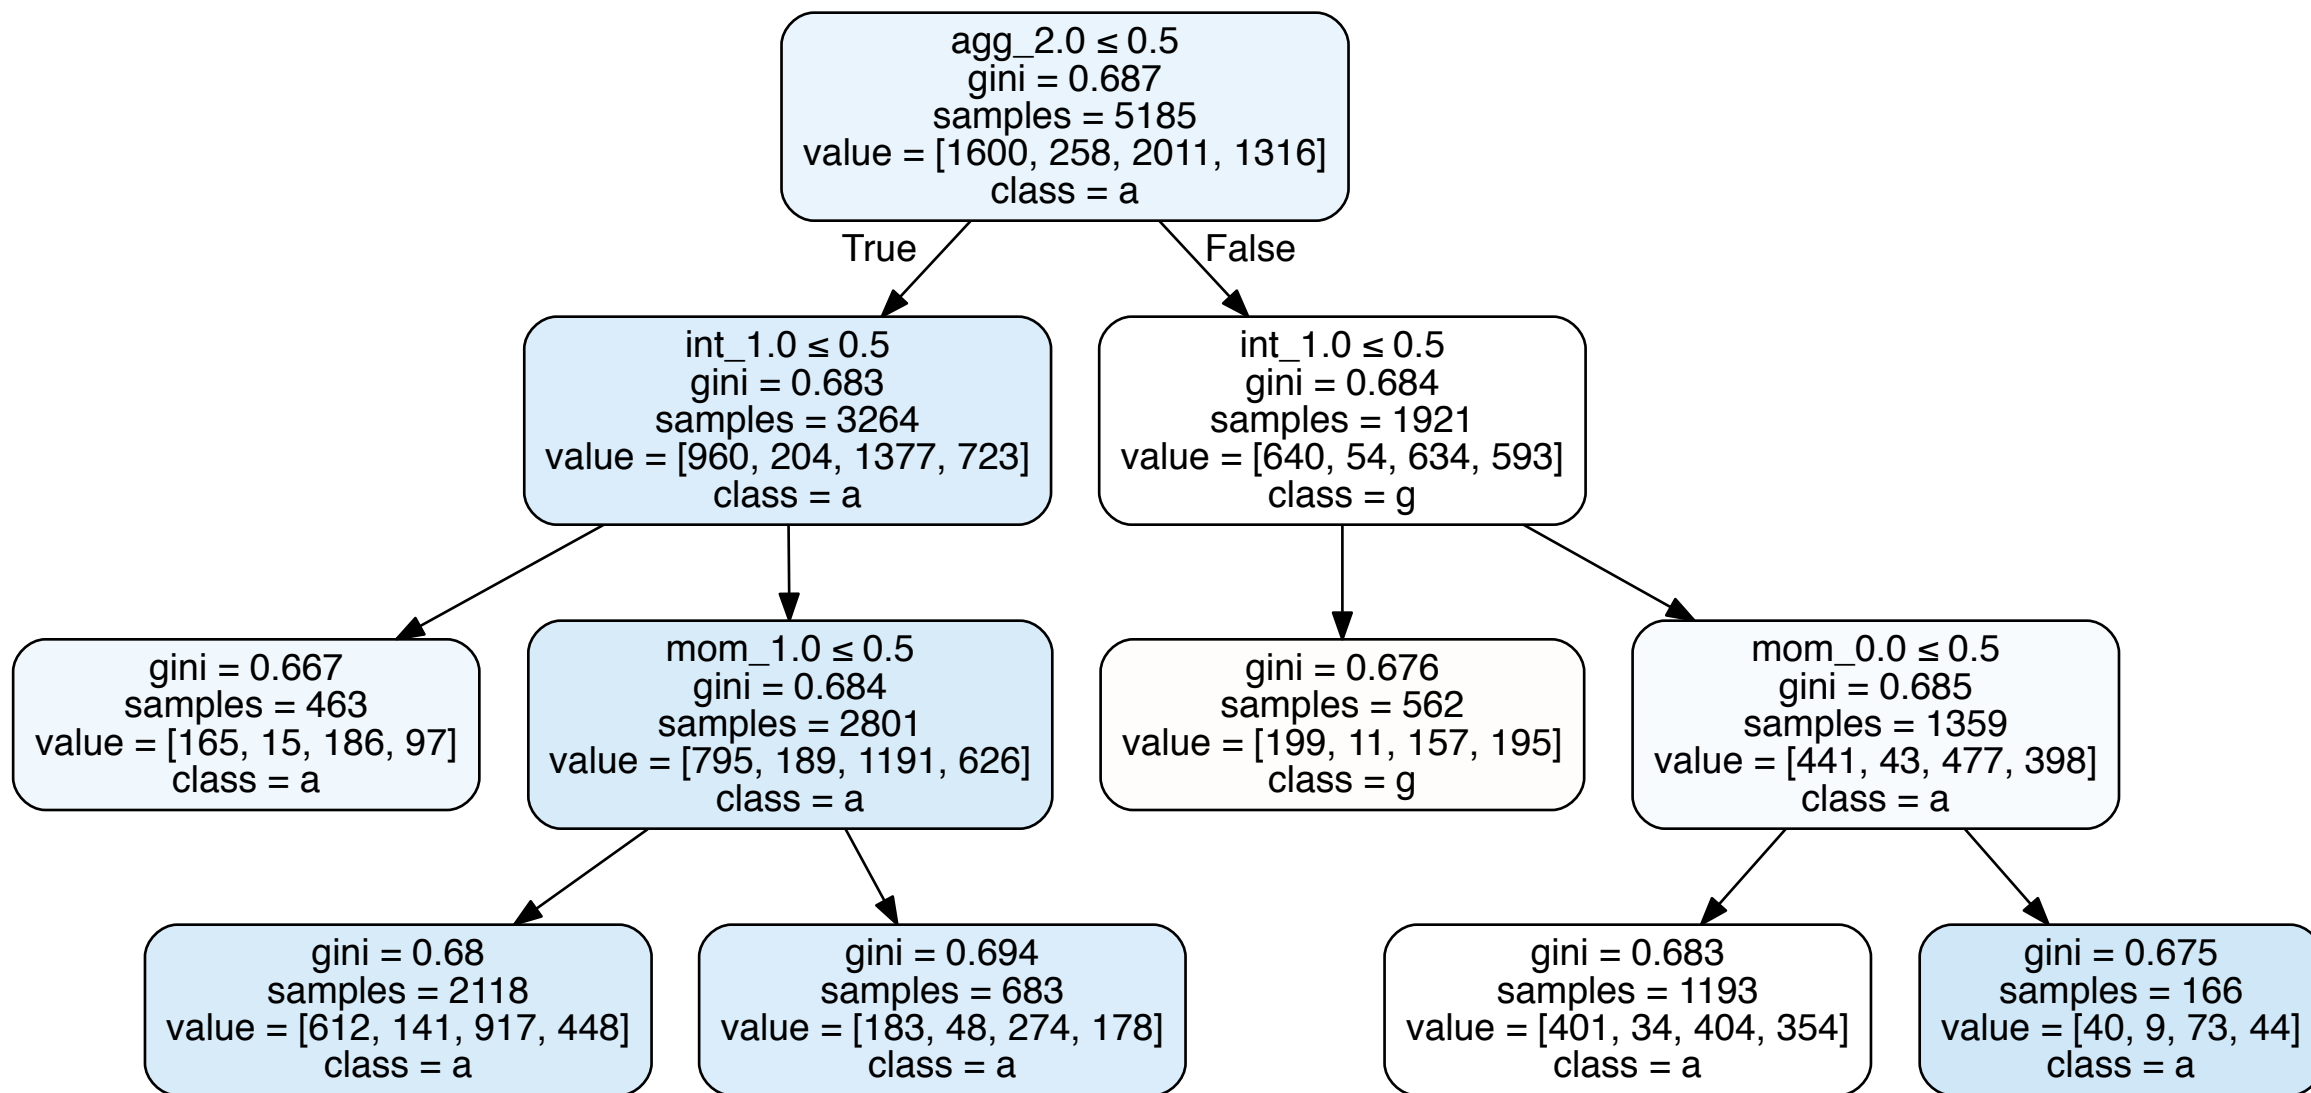 agg_2.0 ≤ 0.5
gini = 0.687
samples = 5185
value = [1600, 258, 2011, 1316]
class = a
True
False
int_1.0 ≤ 0.5
gini = 0.683
samples = 3264
value = [960, 204, 1377, 723]
class = a
int_1.0 ≤ 0.5
gini = 0.684
samples = 1921
value = [640, 54, 634, 593]
class = g
gini = 0.667
samples = 463
value = [165, 15, 186, 97]
class = a
mom_1.0 ≤ 0.5
gini = 0.684
samples = 2801
value = [795, 189, 1191, 626]
class = a
gini = 0.676
samples = 562
value = [199, 11, 157, 195]
class = g
mom_0.0 ≤ 0.5
gini = 0.685
samples = 1359
value = [441, 43, 477, 398]
class = a
gini = 0.68
samples = 2118
value = [612, 141, 917, 448]
class = a
gini = 0.694
samples = 683
value = [183, 48, 274, 178]
class = a
gini = 0.683
samples = 1193
value = [401, 34, 404, 354]
class = a
gini = 0.675
samples = 166
value = [40, 9, 73, 44]
class = a